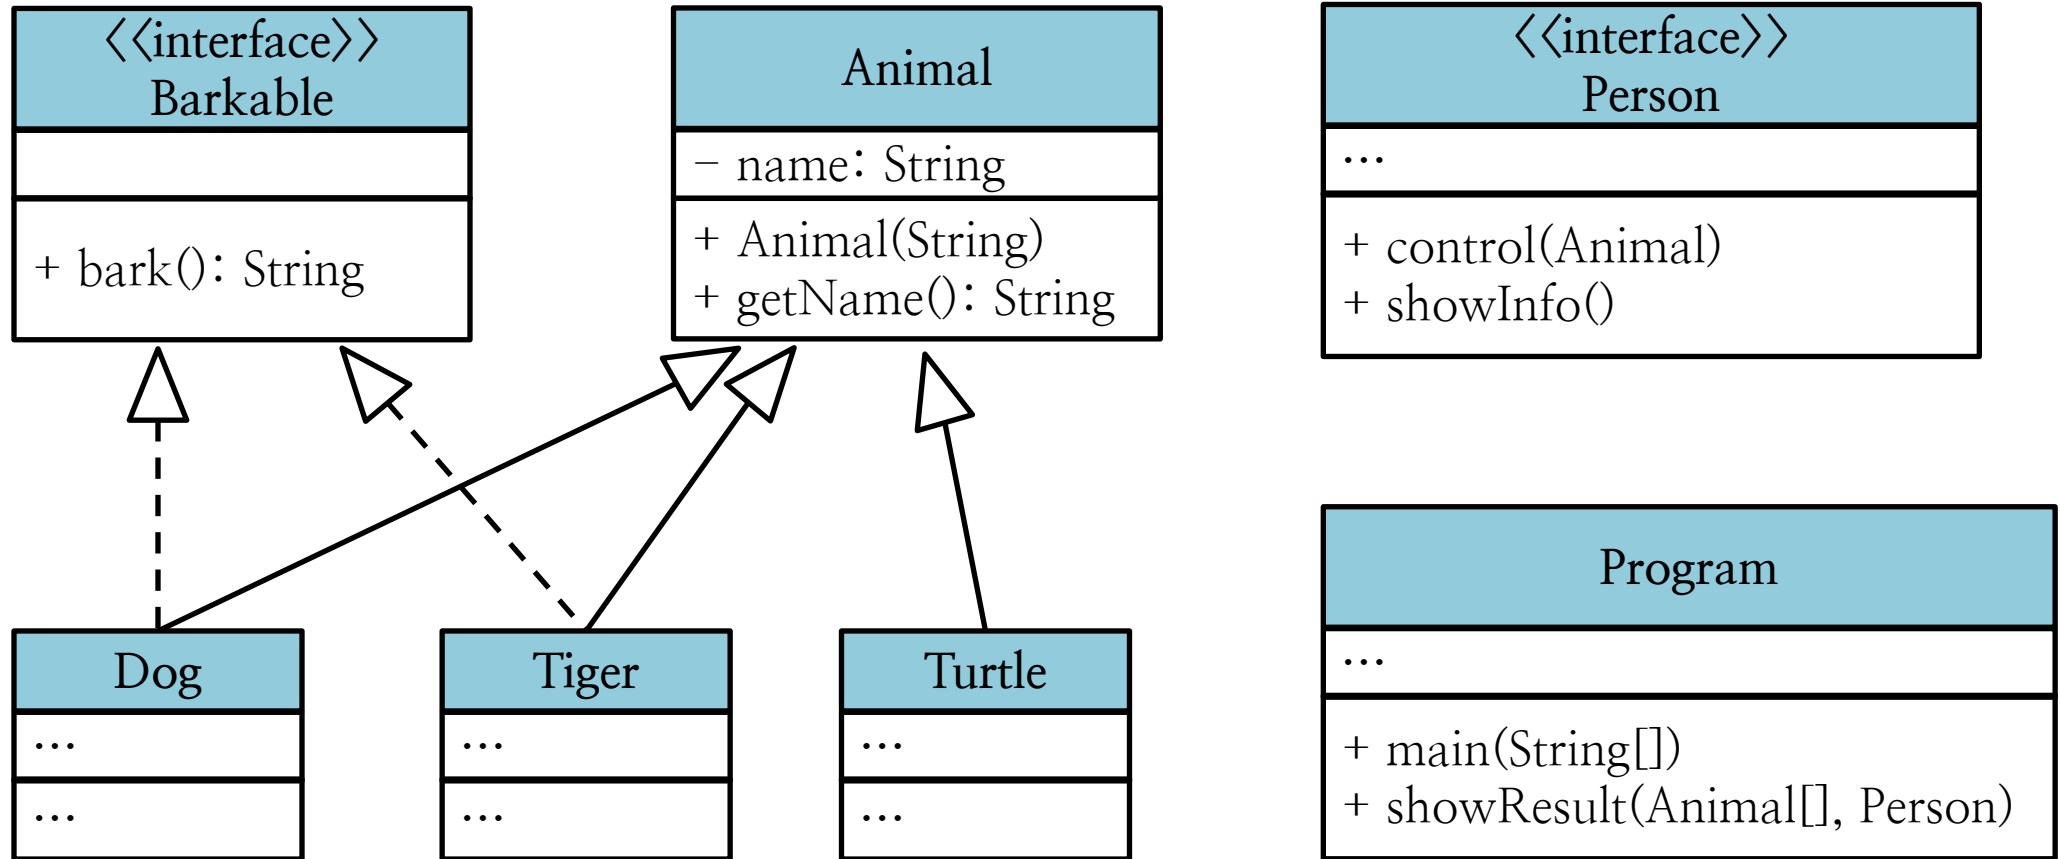 〈〈interface〉〉
Barkable
+ bark(): String
Animal
- name: String
+ Animal(String)
+ getName(): String
〈〈interface〉〉
Person
...
+ control(Animal)
+ showInfo()
Dog
...
...
Tiger
...
...
Turtle
...
...
Program
...
+ main(String[])
+ showResult(Animal[], Person)